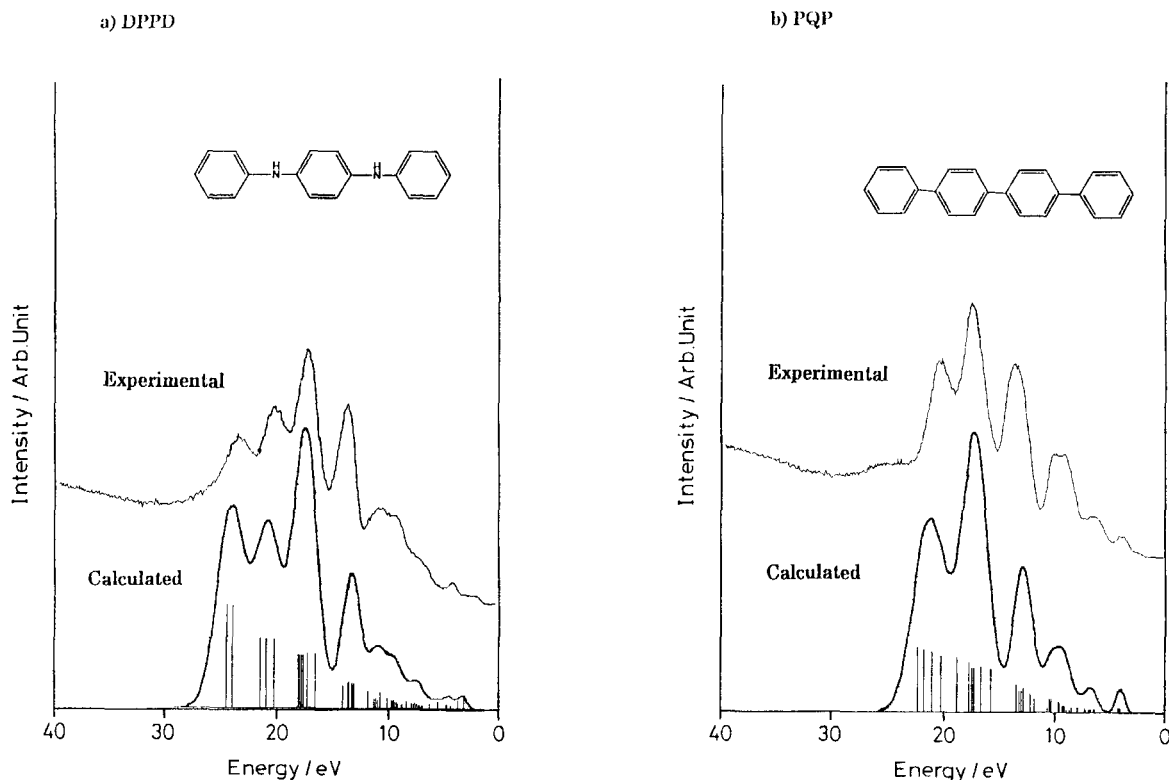 a) DPPD
H
N
H
N
Experimental
Calculated
Intensity / Arb.Unit
40
30
20
10
0
Energy / eV
b) PQP
Experimental
Calculated
Intensity / Arb.Unit
40
30
20
10
0
Energy / eV